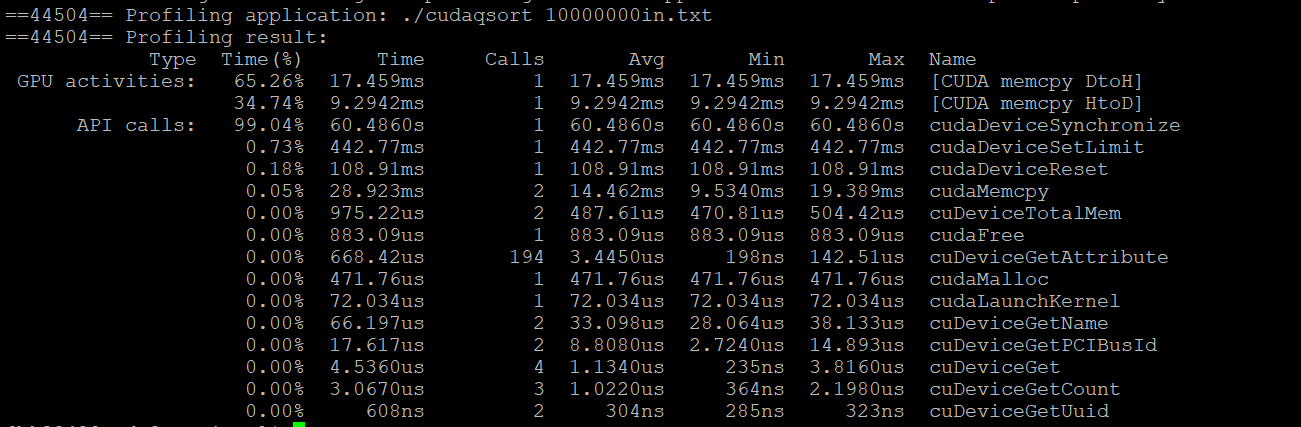 ==44504== Profiling application: ./cudaqsort 10000000in.txt
==44504== Profiling result:
Type Time(%) Time Calls Avg Min Max Name
GPU activities: 65.26% 17.459ms 1 17.459ms 17.459ms 17.459ms [CUDA memcpy DtoH]
34.74% 9.2942ms 1 9.2942ms 9.2942ms 9.2942ms [CUDA memcpy HtoD]
API calls: 99.04% 60.4860s 1 60.4860s 60.4860s 60.4860s cudaDeviceSynchronize
0.73% 442.77ms 1 442.77ms 442.77ms 442.77ms cudaDeviceSetLimit
0.18% 108.91ms 1 108.91ms 108.91ms 108.91ms cudaDeviceReset
0.05% 28.923ms 2 14.462ms 9.5340ms 19.389ms cudaMemcpy
0.00% 975.22us 2 487.61us 470.81us 504.42us cuDeviceTotalMem
0.00% 883.09us 1 883.09us 883.09us 883.09us cudaFree
0.00% 668.42us 194 3.4450us 198ns 142.51us cuDeviceGetAttribute
0.00% 471.76us 1 471.76us 471.76us 471.76us cudaMalloc
0.00% 72.034us 1 72.034us 72.034us 72.034us cudaLaunchKernel
0.00% 66.197us 2 33.098us 28.064us 38.133us cuDeviceGetName
0.00% 17.617us 2 8.8080us 2.7240us 14.893us cuDeviceGetPCIBusId
0.00% 4.5360us 4 1.1340us 235ns 3.8160us cuDeviceGet
0.00% 3.0670us 3 1.0220us 364ns 2.1980us cuDeviceGetCount
0.00% 608ns 2 304ns 285ns 323ns cuDeviceGetUuid